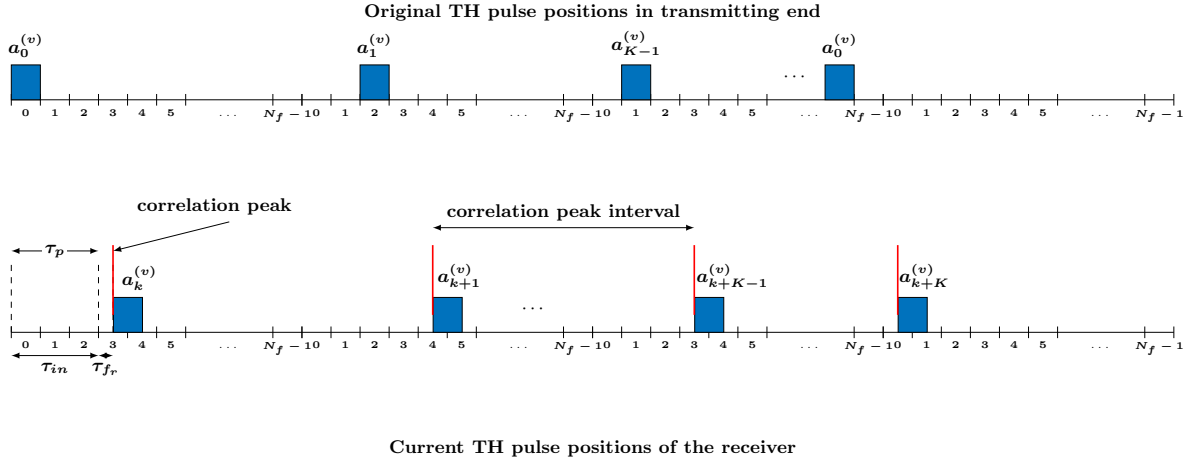 Original TH pulse positions in transmitting end
a_0^{(v)} a_1^{(v)} a_{K-1}^{(v)} ... a_0^{(v)}
0 1 2 3 4 5 ... N_f - 1 0 1 2 3 4 5 ... N_f - 1 0 1 2 3 4 5 ... N_f - 1 0 1 2 3 4 5 ... N_f - 1
correlation peak
correlation peak interval
τ_p
a_k^{(v)} a_{k+1}^{(v)} ... a_{k+K-1}^{(v)} a_{k+K}^{(v)}
0 1 2 3 4 5 ... N_f - 1 0 1 2 3 4 5 ... N_f - 1 0 1 2 3 4 5 ... N_f - 1 0 1 2 3 4 5 ... N_f - 1
τ_{in} τ_{f_r}
Current TH pulse positions of the receiver